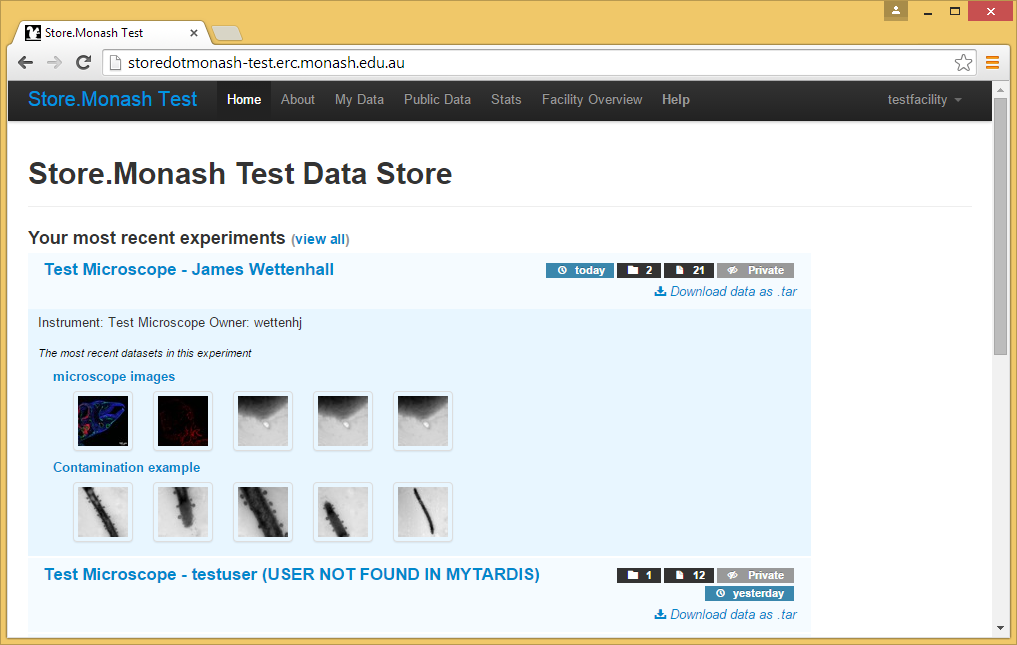 Store.Monash Test
storedotmonash-test.erc.monash.edu.au
Store.Monash Test Home About My Data Public Data Stats Facility Overview Help testfacility
Store.Monash Test Data Store
Your most recent experiments (view all)
Test Microscope - James Wettenhall today 2 21 Private
Download data as .tar
Instrument: Test Microscope Owner: wettenhj
The most recent datasets in this experiment
microscope images
Contamination example
Test Microscope - testuser (USER NOT FOUND IN MYTARDIS) 1 12 Private
yesterday
Download data as .tar